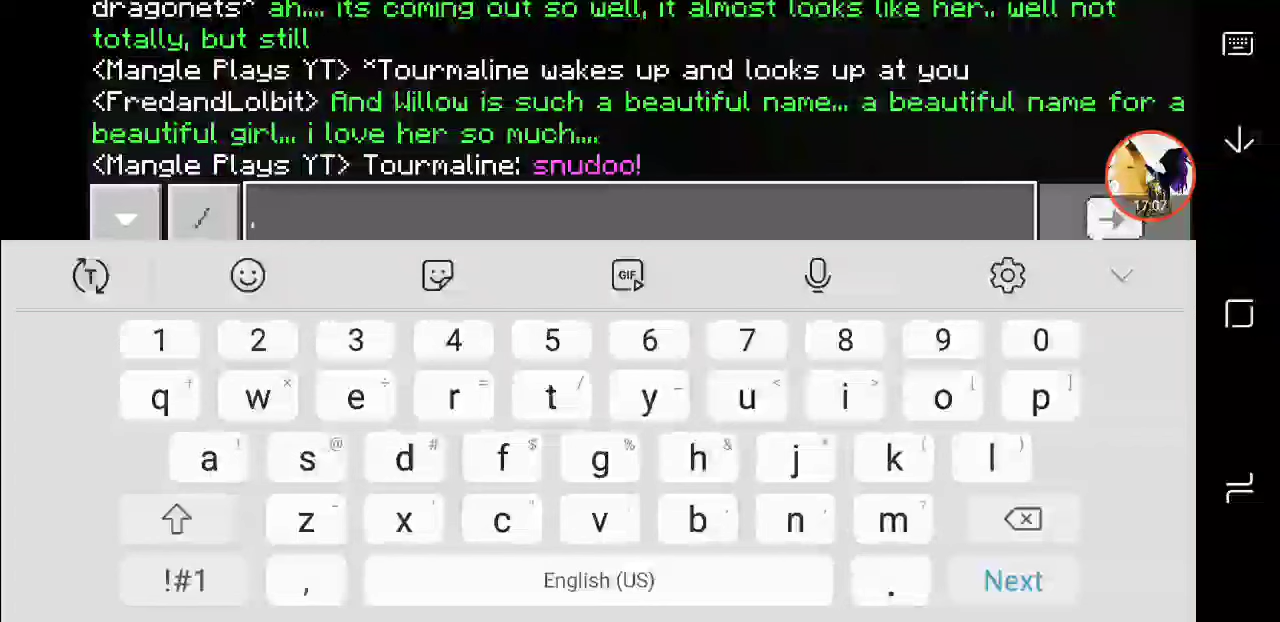 dragonets* ah.... its coming out so well, it almost looks like her.. well not
totally, but still
<Mangle Plays YT> *Tourmaline wakes up and looks up at you
<FredandLolbit> And Willow is such a beautiful name... a beautiful name for a
beautiful girl... i love her so much....
<Mangle Plays YT> Tourmaline: snudoo!
17:07
/
T
GIF
1 2 3 4 5 6 7 8 9 0
q w e r t y u i o p
a s d f g h j k l
z x c v b n m
!#1 , English (US) . Next